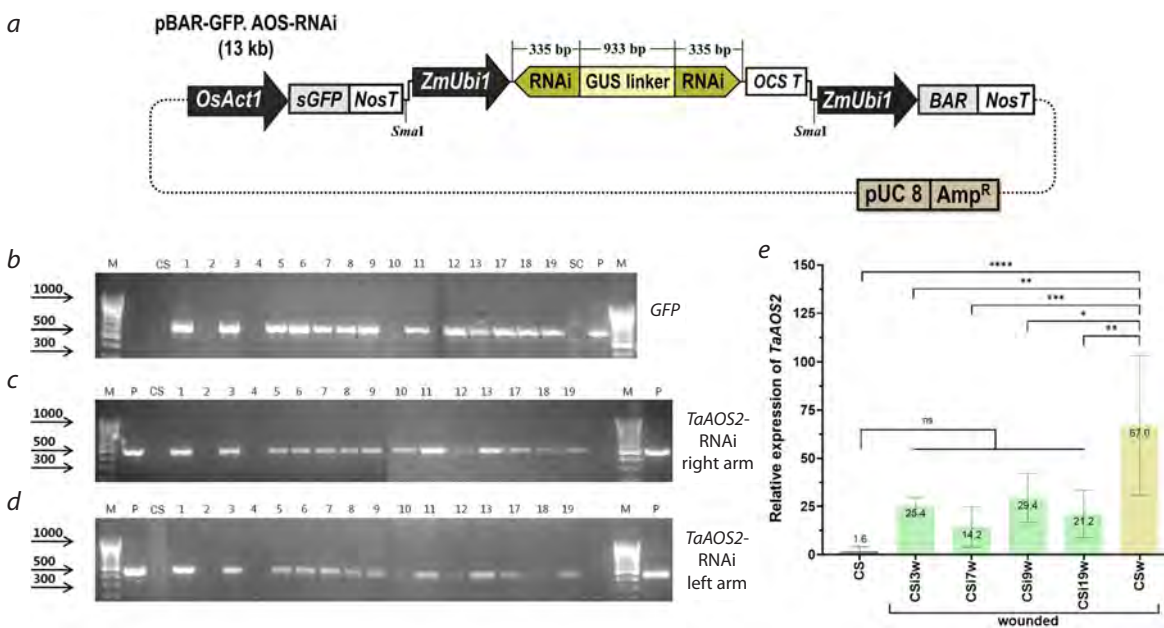 a
pBAR-GFP. AOS-RNAi
(13 kb)
335 bp 933 bp 335 bp
OsAct1 sGFP NosT ZmUbi1 RNAi GUS linker RNAi OCS T ZmUbi1 BAR NosT
SmaI SmaI
pUC 8 AmpR
b
M CS 1 2 3 4 5 6 7 8 9 10 11 12 13 17 18 19 SC P M
1000
500
300
GFP
c
M P CS 1 2 3 4 5 6 7 8 9 10 11 12 13 17 18 19 M P
1000
500
300
TaAOS2-
RNAi
right arm
d
M P CS 1 2 3 4 5 6 7 8 9 10 11 12 13 17 18 19 M P
1000
500
300
TaAOS2-
RNAi
left arm
e
Relative expression of TaAOS2
150
125
100
75
50
25
0
****
**
***
*
**
ns
1.6
25.4
14.2
29.4
21.2
67.0
CS
CSi3w
CSi7w
CSi9w
CSi19w
CSw
wounded